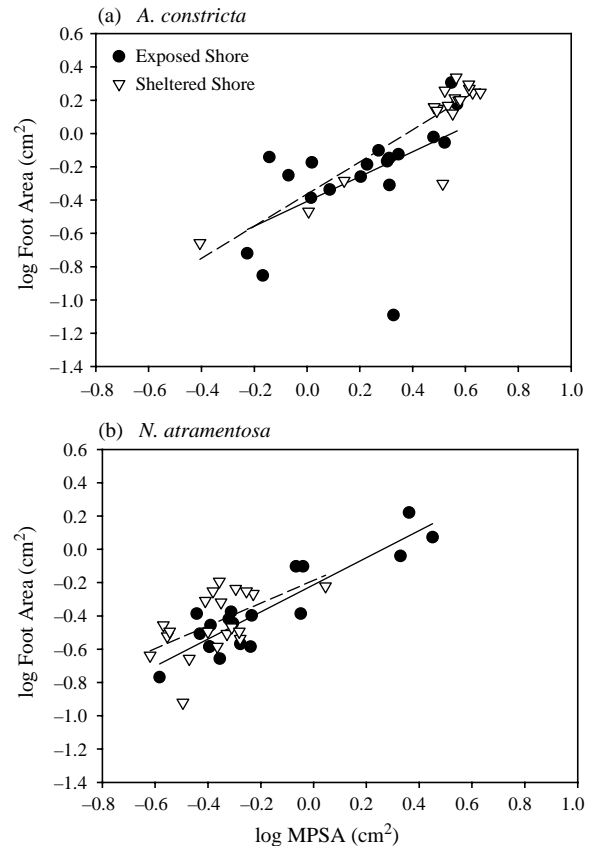 (a) A. constricta
0.6
0.4
0.2
0.0
–0.2
–0.4
–0.6
–0.8
–1.0
–1.2
–1.4
log Foot Area (cm²)
Exposed Shore
Sheltered Shore
–0.8 –0.6 –0.4 –0.2 0.0 0.2 0.4 0.6 0.8 1.0
(b) N. atramentosa
0.6
0.4
0.2
0.0
–0.2
–0.4
–0.6
–0.8
–1.0
–1.2
–1.4
log Foot Area (cm²)
–0.8 –0.6 –0.4 –0.2 0.0 0.2 0.4 0.6 0.8 1.0
log MPSA (cm²)